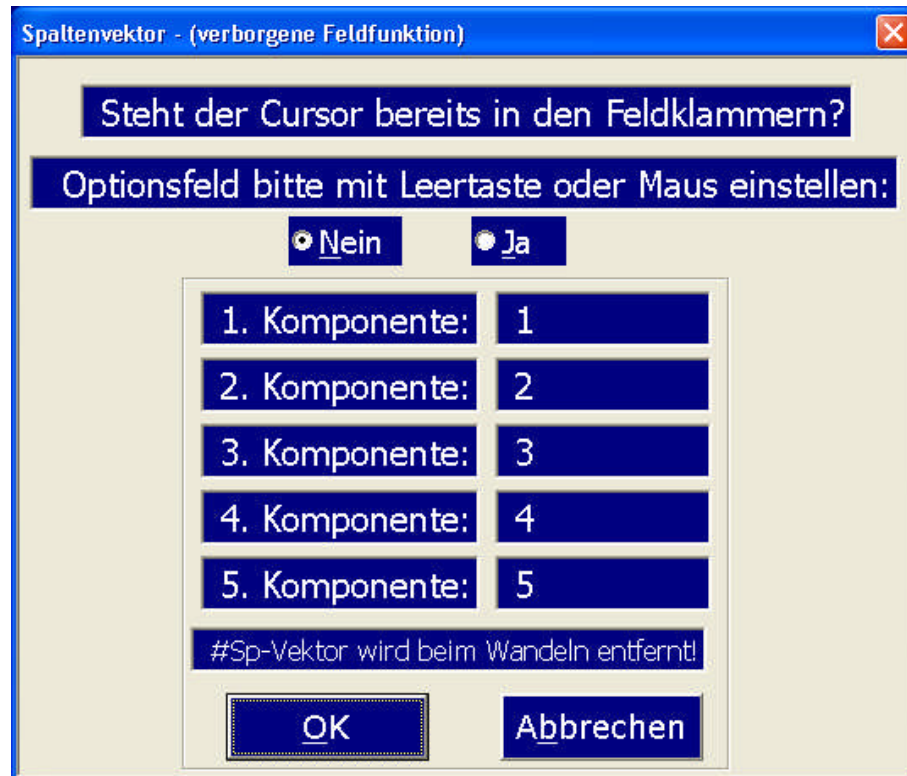 Spaltenvektor - (verborgene Feldfunktion)
Steht der Cursor bereits in den Feldklammern?
Optionsfeld bitte mit Leertaste oder Maus einstellen:
Nein Ja
1. Komponente: 1
2. Komponente: 2
3. Komponente: 3
4. Komponente: 4
5. Komponente: 5
#Sp-Vektor wird beim Wandeln entfernt!
OK Abbrechen